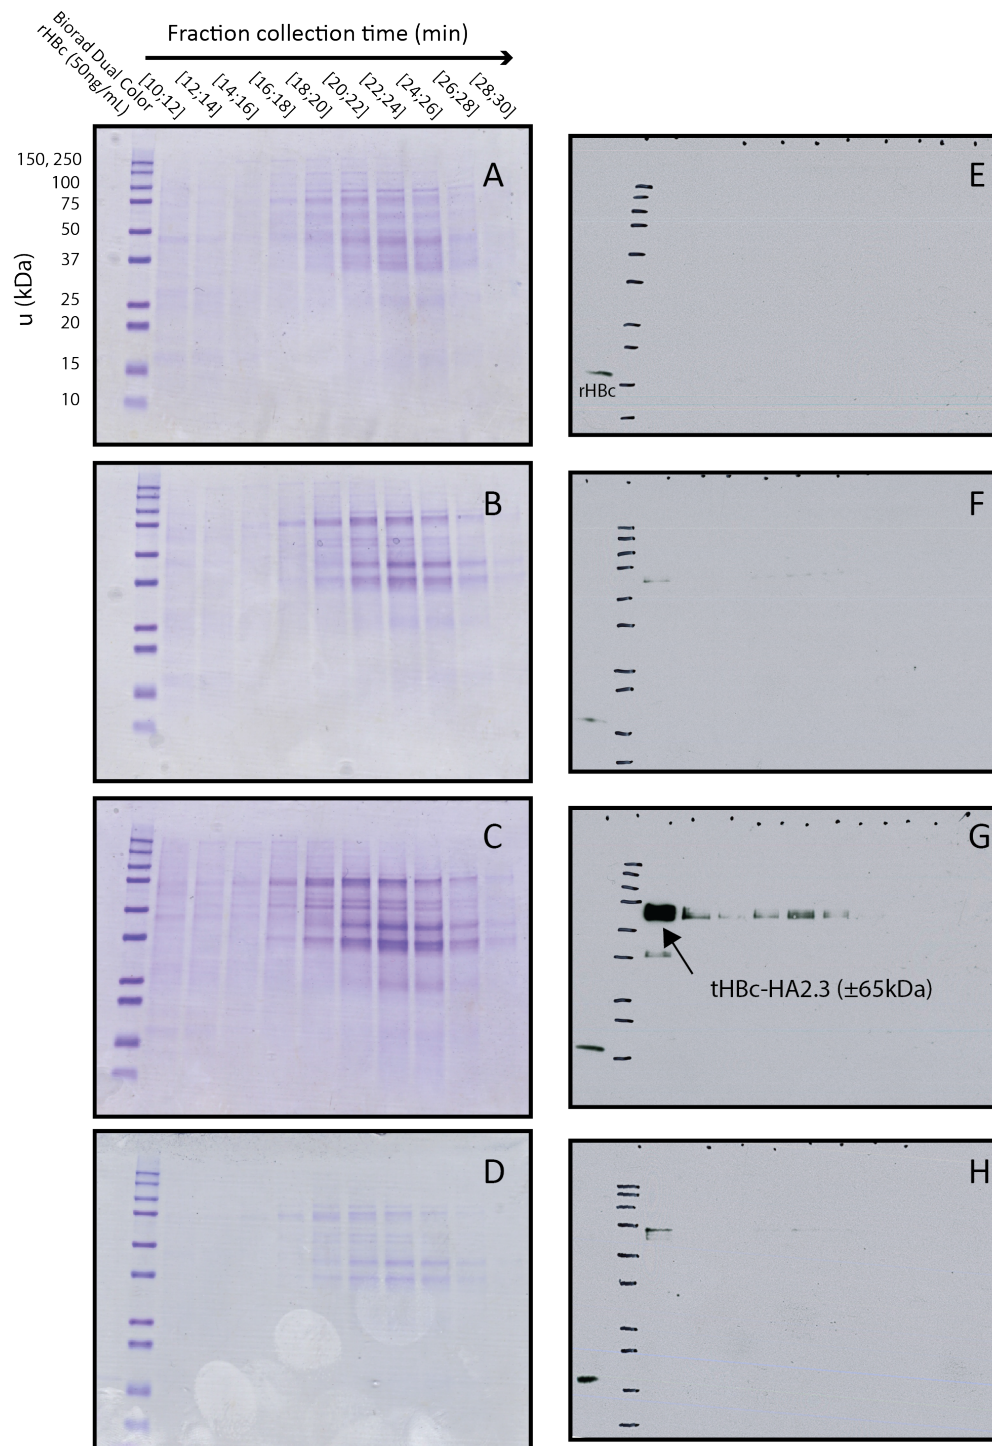 Fraction collection time (min)
Biorad Dual Color
rHBc (50ng/mL)
[10;12]
[12;14]
[14;16]
[16;18]
[18;20]
[20;22]
[22;24]
[24;26]
[26;28]
[28;30]
A
E
150, 250
100
75
50
37
25
20
15
10
u (kDa)
rHBc
B
F
C
G
tHBc-HA2.3 (±65kDa)
D
H